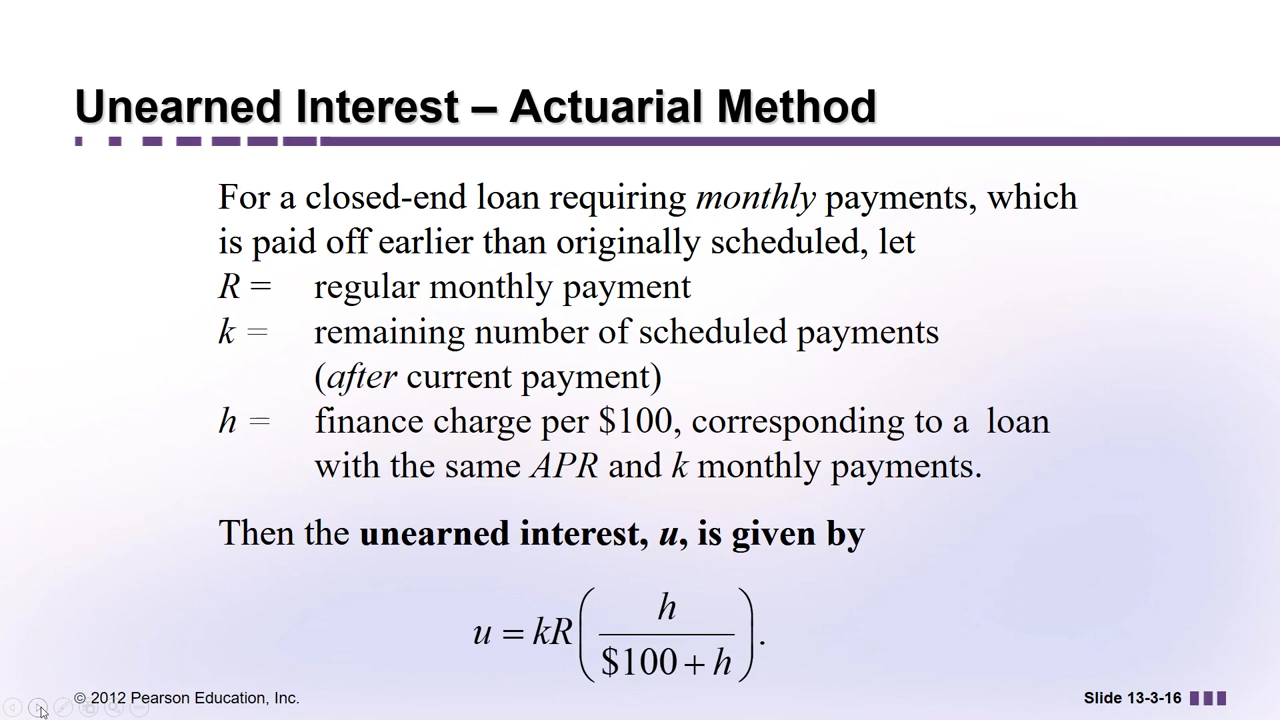 Unearned Interest – Actuarial Method
For a closed-end loan requiring monthly payments, which
is paid off earlier than originally scheduled, let
R = regular monthly payment
k = remaining number of scheduled payments
(after current payment)
h = finance charge per $100, corresponding to a loan
with the same APR and k monthly payments.
Then the unearned interest, u, is given by
u = kR ( h / $100 + h ).
© 2012 Pearson Education, Inc.
Slide 13-3-16